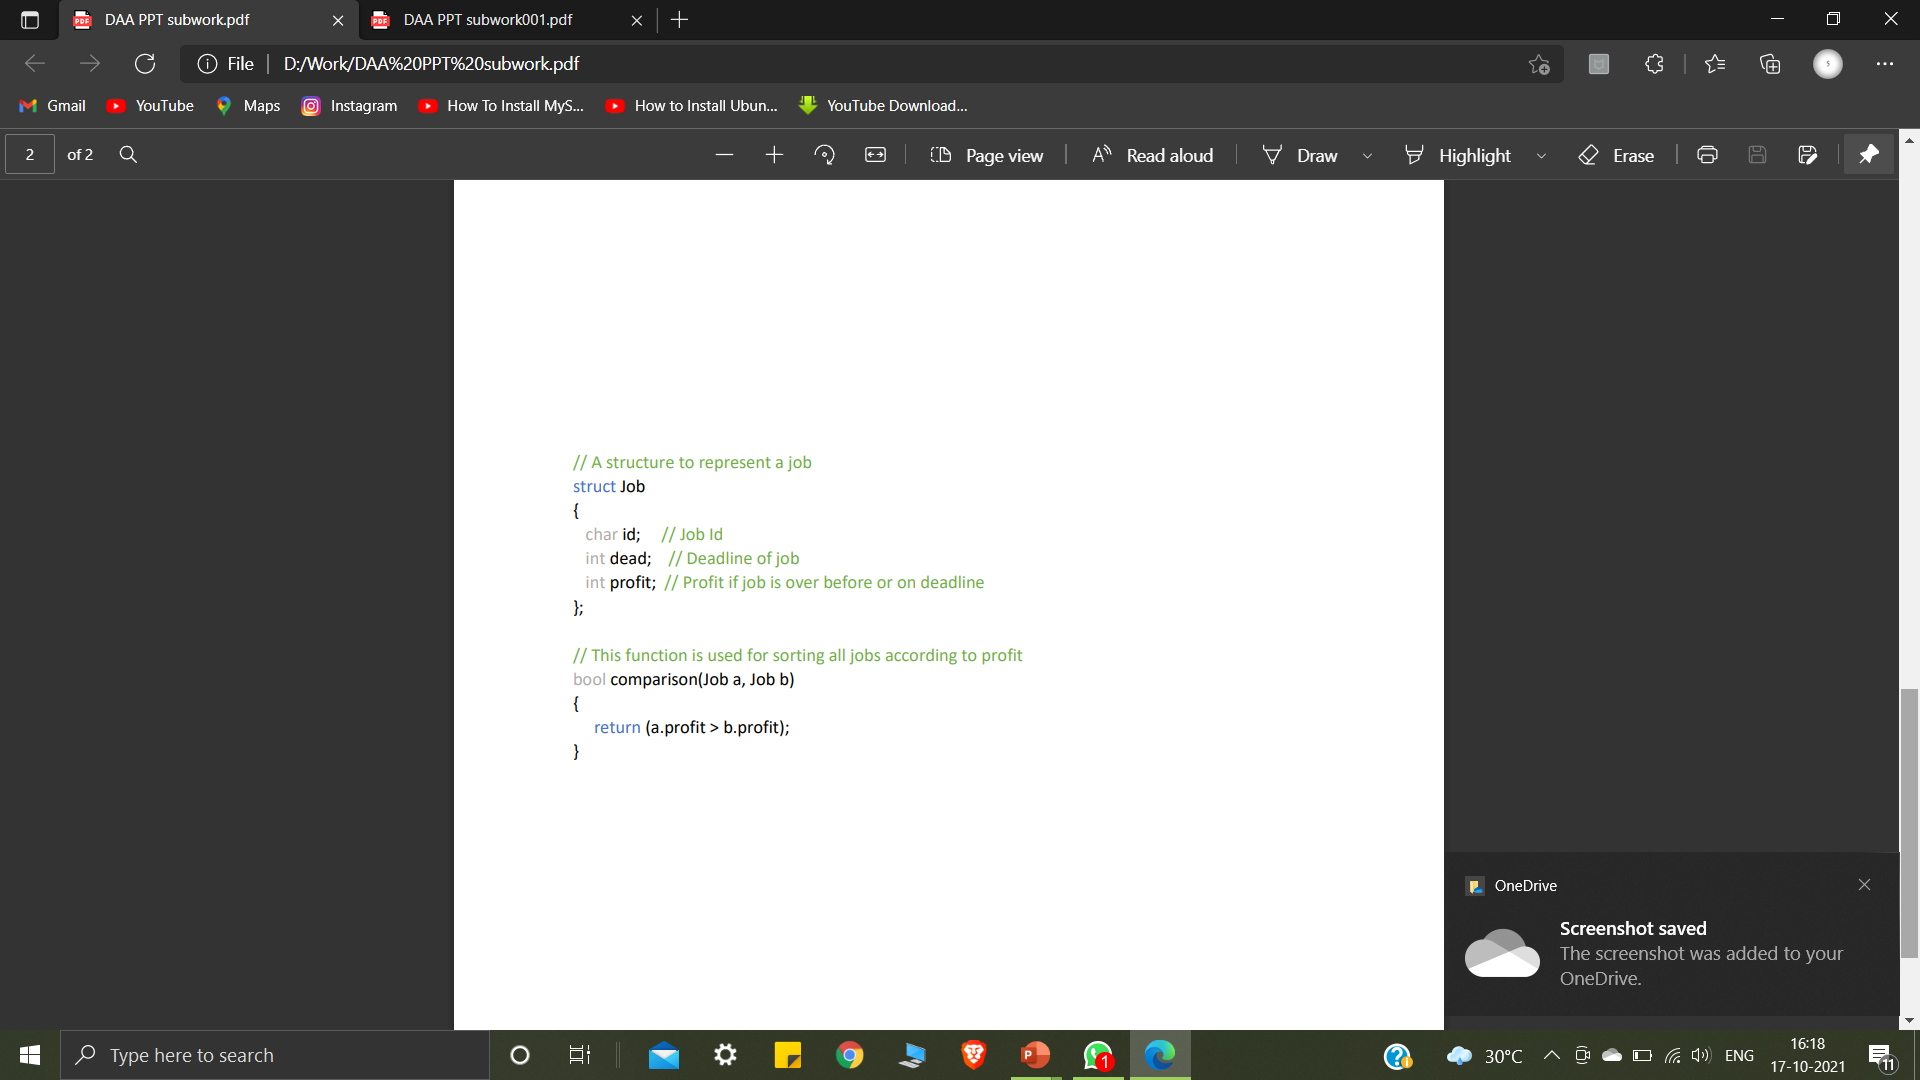 DAA PPT subwork.pdf
DAA PPT subwork001.pdf
File
D:/Work/DAA%20PPT%20subwork.pdf
Gmail
YouTube
Maps
Instagram
How To Install MyS...
How to Install Ubun...
YouTube Download...
2
of 2
Page view
Read aloud
Draw
Highlight
Erase
// A structure to represent a job
struct Job
{
char id; // Job Id
int dead; // Deadline of job
int profit; // Profit if job is over before or on deadline
};
// This function is used for sorting all jobs according to profit
bool comparison(Job a, Job b)
{
return (a.profit > b.profit);
}
OneDrive
Screenshot saved
The screenshot was added to your
OneDrive.
Type here to search
1
30°C
ENG
16:18
17-10-2021
11